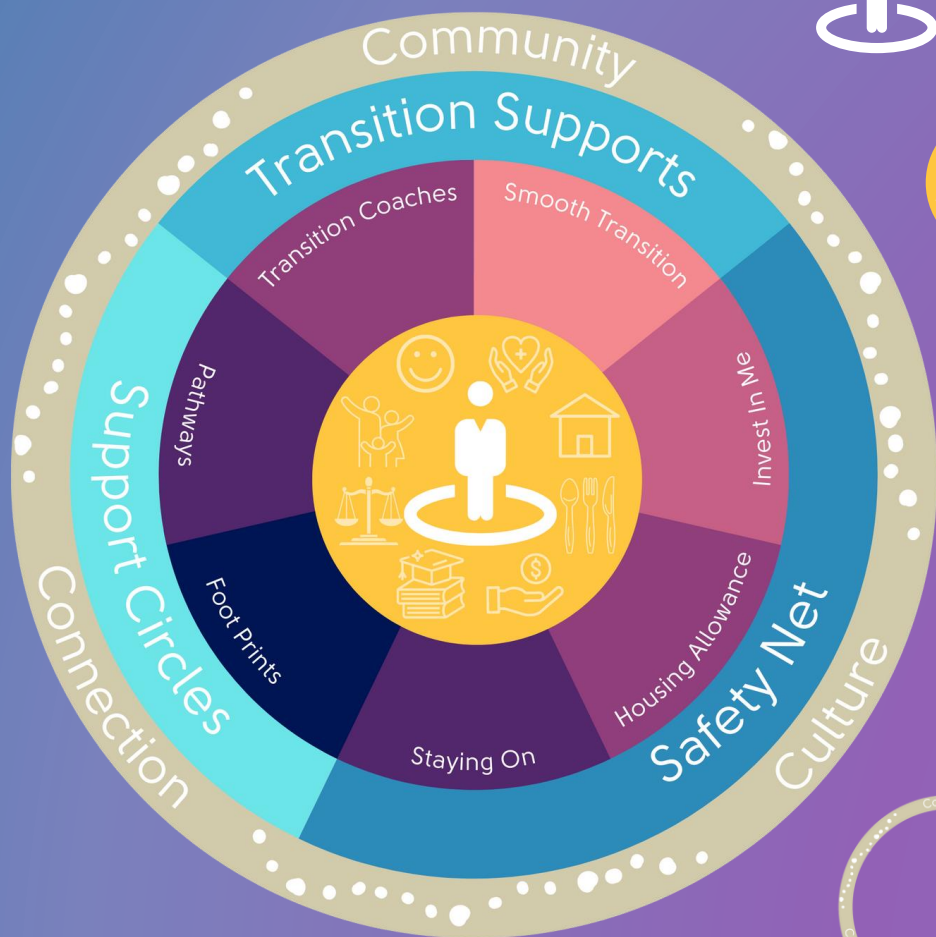 Community
Transition Supports
Transition Coaches
Smooth Transition
Invest In Me
Housing Allowance
Staying On
Foot Prints
Pathways
Support Circles
Safety Net
Connection
Culture
$